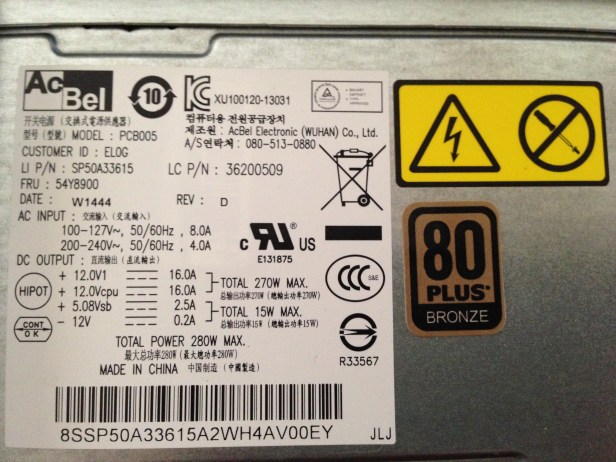 AcBel
10
XU100120-13031
开关电源 (交換式電源供應器)
컴퓨터용 전원공급장치
型号 (型號) MODEL : PCB005
제조원 : AcBel Electronic (WUHAN) Co., Ltd.
CUSTOMER ID : ELOG
A/S연락처 : 080-513-0880
LI P/N : SP50A33615
LC P/N : 36200509
FRU : 54Y8900
DATE : W1444
REV : D
AC INPUT : 交流輸入 (交流輸入)
100-127V~, 50/60Hz , 8.0A
200-240V~, 50/60Hz , 4.0A
c RU US
E131875
DC OUTPUT : 直流输出 (直流輸出)
HIPOT
+ 12.0V1 16.0A
+ 12.0Vcpu 16.0A
TOTAL 270W MAX.
总输出功率270W (總輸出功率270W)
+ 5.08Vsb 2.5A
- 12V 0.2A
TOTAL 15W MAX.
总输出功率15W (總輸出功率15W)
CONT
OK
CCC S&E
TOTAL POWER 280W MAX.
最大总功率280W (最大總功率280W)
MADE IN CHINA 中国制造 (中國製造)
R33567
8SSP50A33615A2WH4AV00EY
JLJ
80
PLUS
BRONZE